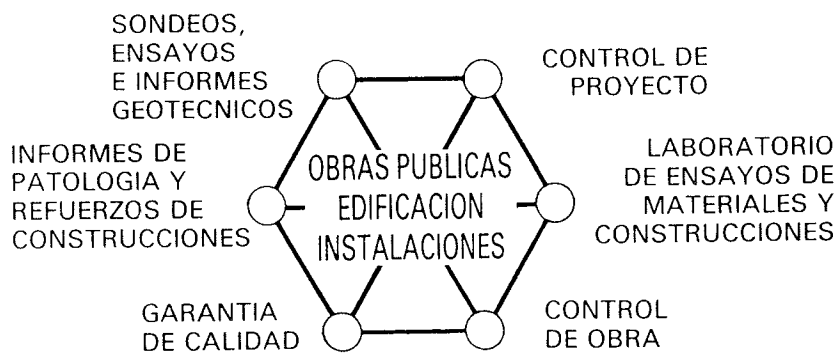 SONDEOS,
ENSAYOS
E INFORMES
GEOTECNICOS
CONTROL DE
PROYECTO
INFORMES DE
PATOLOGIA Y
REFUERZOS DE
CONSTRUCCIONES
OBRAS PUBLICAS
EDIFICACION
INSTALACIONES
LABORATORIO
DE ENSAYOS DE
MATERIALES Y
CONSTRUCCIONES
GARANTIA
DE CALIDAD
CONTROL
DE OBRA